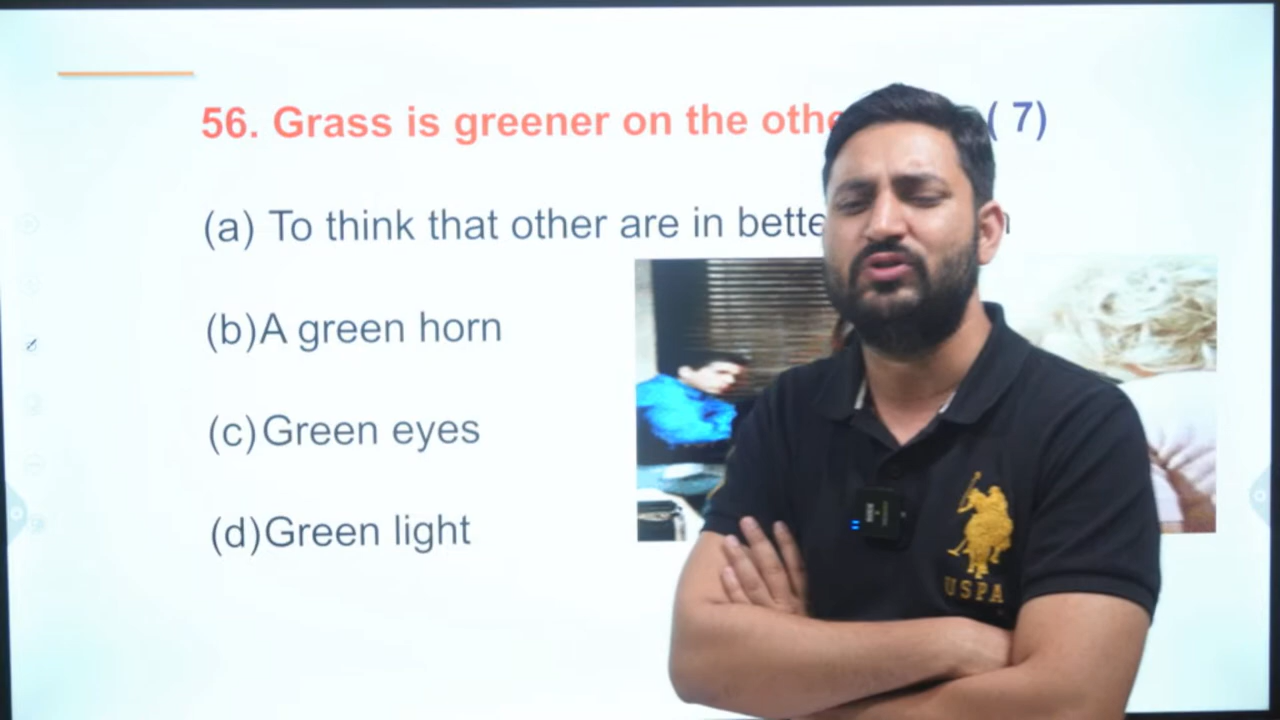 56. Grass is greener on the othe ( 7)
(a) To think that other are in bette
(b)A green horn
(c)Green eyes
(d)Green light
USPA